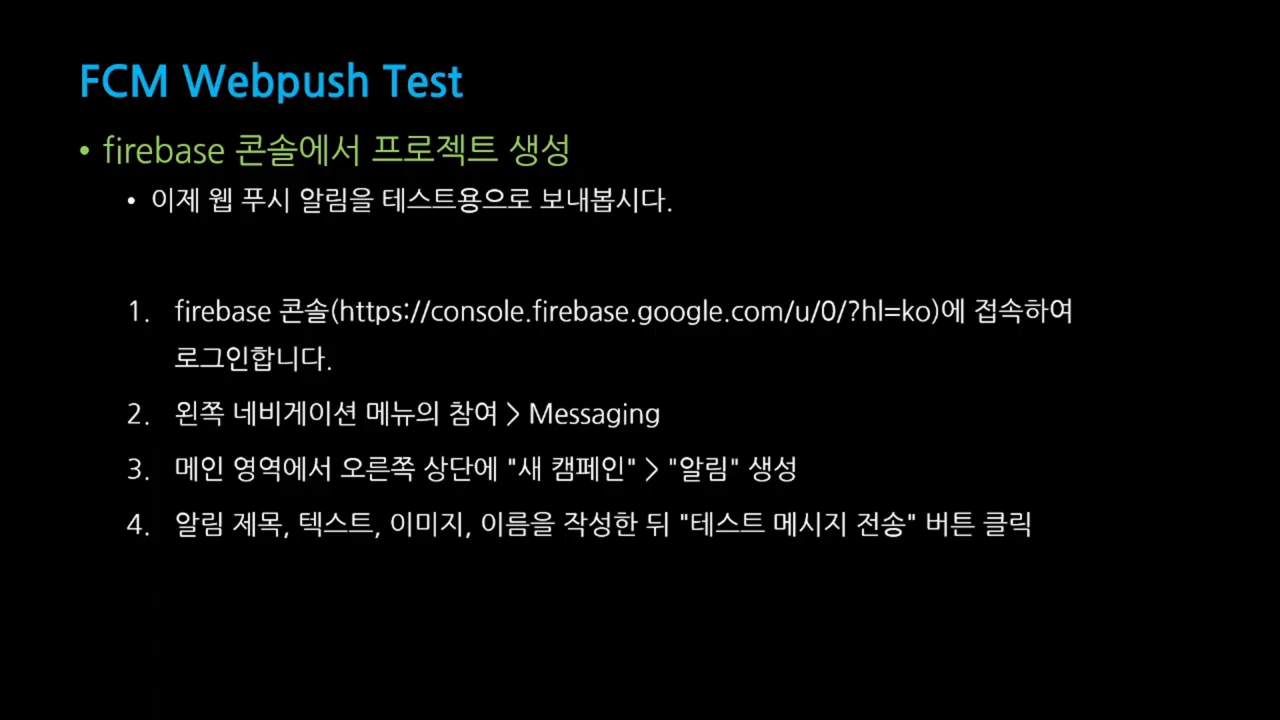 FCM Webpush Test
• firebase 콘솔에서 프로젝트 생성
• 이제 웹 푸시 알림을 테스트용으로 보내봅시다.
1. firebase 콘솔(https://console.firebase.google.com/u/0/?hl=ko)에 접속하여
로그인합니다.
2. 왼쪽 네비게이션 메뉴의 참여 > Messaging
3. 메인 영역에서 오른쪽 상단에 "새 캠페인" > "알림" 생성
4. 알림 제목, 텍스트, 이미지, 이름을 작성한 뒤 "테스트 메시지 전송" 버튼 클릭